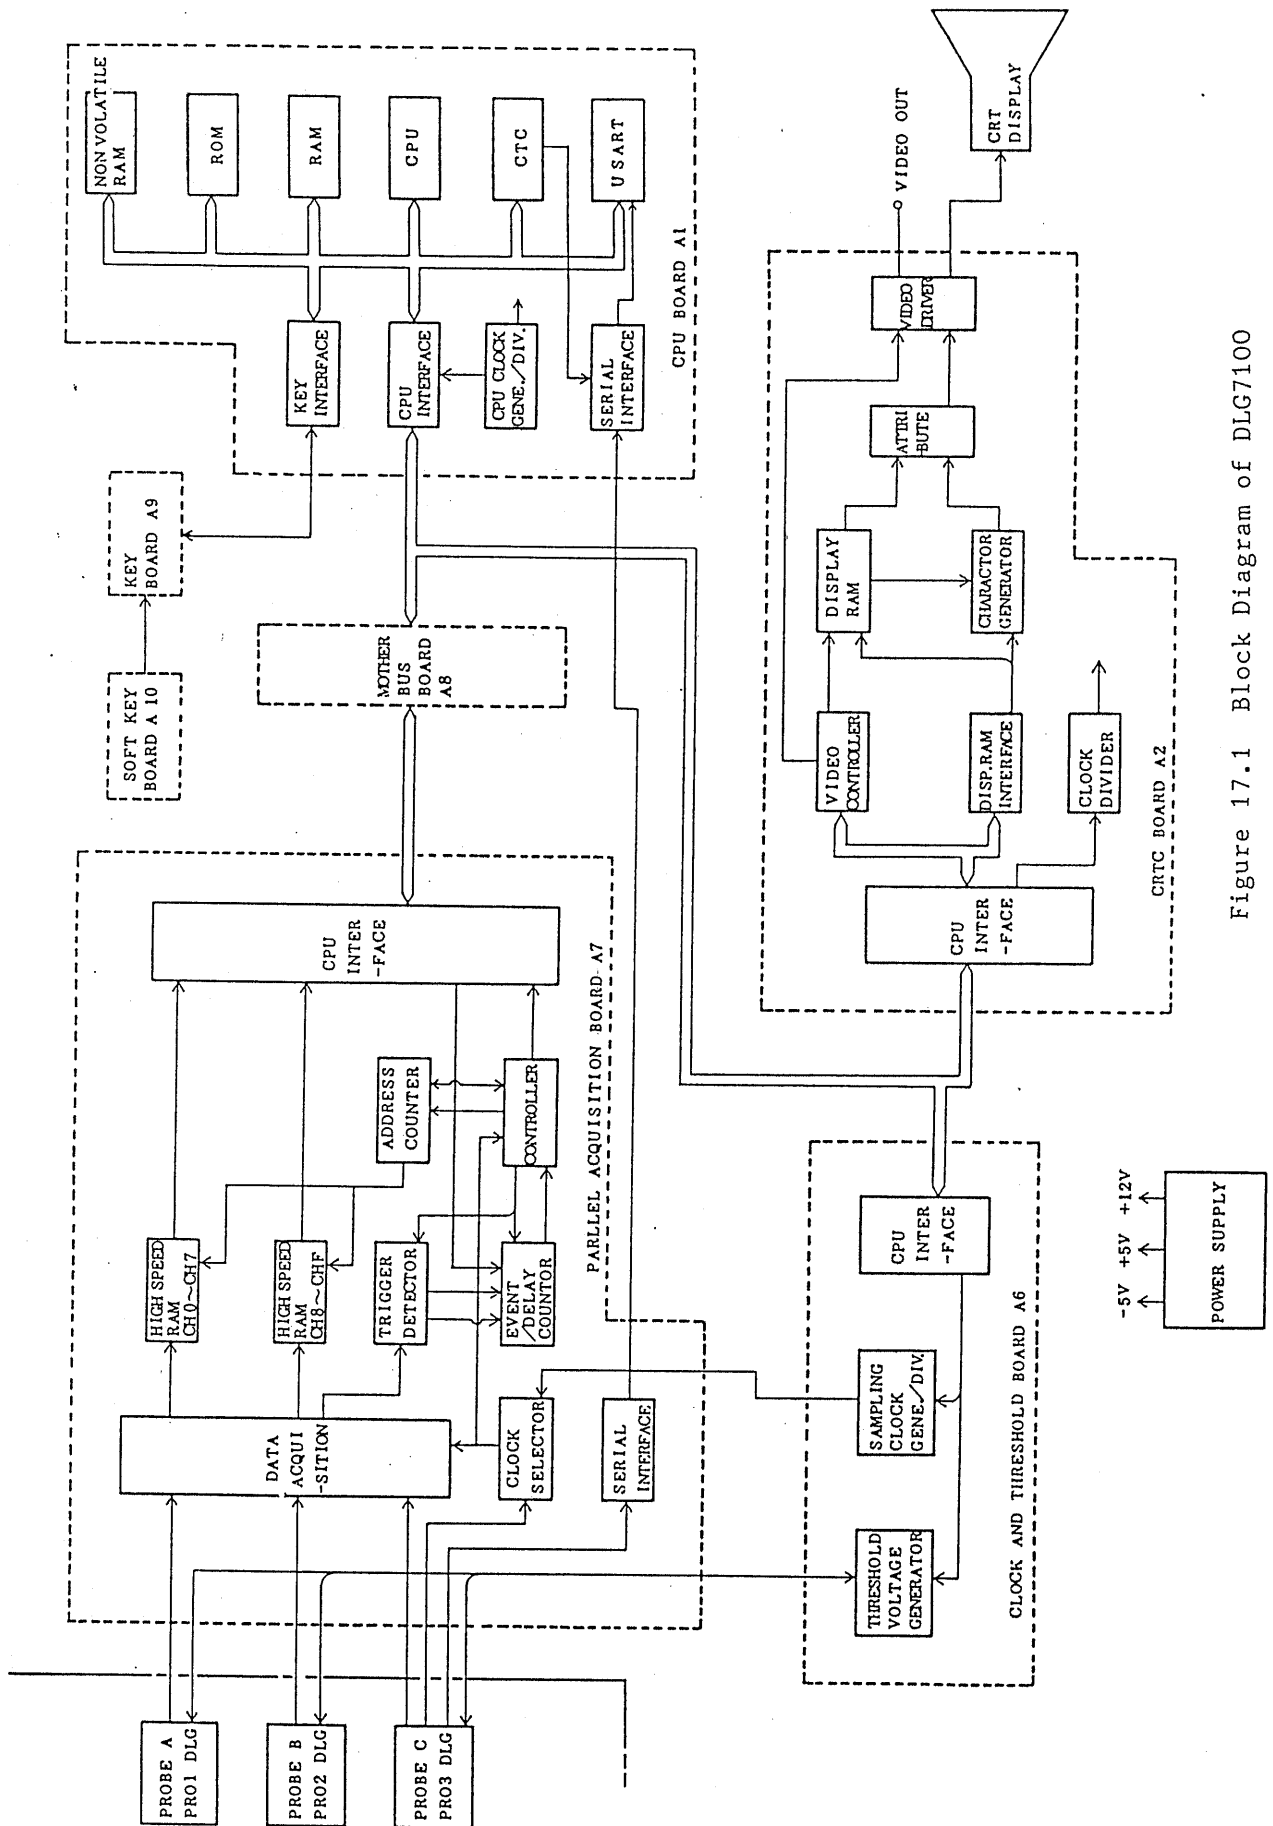 PROBE A
PRO1 DLG
PROBE B
PRO2 DLG
PROBE C
PRO3 DLG
DATA
ACQUI
-SITION
HIGH SPEED
RAM
CH0~CH7
HIGH SPEED
RAM
CH8~CHF
TRIGGER
DETECTOR
EVENT
/DELAY
COUNTOR
CLOCK
SELECTOR
SERIAL
INTERFACE
ADDRESS
COUNTER
CONTROLLER
CPU
INTER
-FACE
PARLLEL ACQUISITION BOARD A7
SOFT KEY
BOARD A 10
KEY
BOARD A9
MOTHER
BUS
BOARD
A8
KEY
INTERFACE
CPU
INTERFACE
CPU CLOCK
GENE./DIV.
SERIAL
INTERFACE
NON VOLATILE
RAM
ROM
RAM
CPU
CTC
USART
CPU BOARD A1
THRESHOLD
VOLTAGE
GENERATOR
SAMPLING
CLOCK
GENE./DIV.
CPU
INTER
-FACE
CLOCK AND THRESHOLD BOARD A6
CPU
INTER
-FACE
VIDEO
CONTROLLER
DISP.RAM
INTERFACE
CLOCK
DIVIDER
DISPLAY
RAM
CHARACTOR
GENERATOR
ATTRI
BUTE
VIDEO
DRIVER
VIDEO OUT
CRT
DISPLAY
CRTC BOARD A2
-5V +5V +12V
POWER SUPPLY
Figure 17.1 Block Diagram of DLG7100